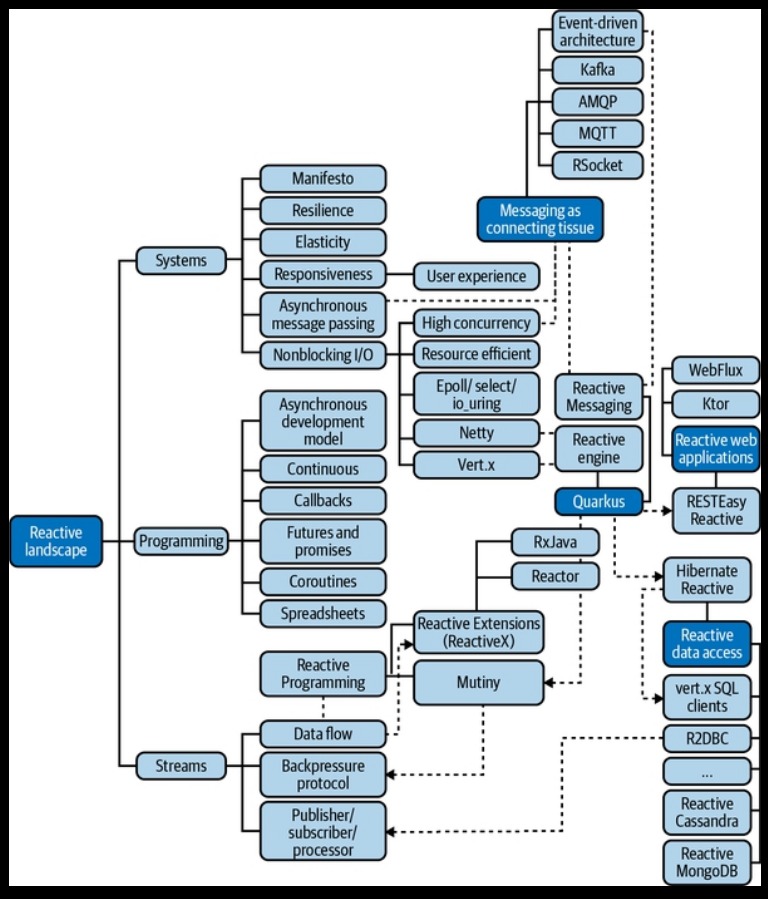 Event-driven
architecture
Kafka
AMQP
MQTT
RSocket
Messaging as
connecting tissue
Manifesto
Resilience
Elasticity
Systems
Responsiveness
User experience
Asynchronous
message passing
Nonblocking I/O
High concurrency
Resource efficient
Epoll/ select/
io_uring
Netty
Vert.x
Reactive
Messaging
Reactive
engine
Quarkus
WebFlux
Ktor
Reactive web
applications
RESTEasy
Reactive
Asynchronous
development
model
Continuous
Callbacks
Reactive
landscape
Programming
Futures and
promises
Coroutines
Spreadsheets
RxJava
Reactor
Hibernate
Reactive
Reactive
data access
Reactive Extensions
(ReactiveX)
Reactive
Programming
Mutiny
vert.x SQL
clients
R2DBC
...
Reactive
Cassandra
Reactive
MongoDB
Streams
Data flow
Backpressure
protocol
Publisher/
subscriber/
processor